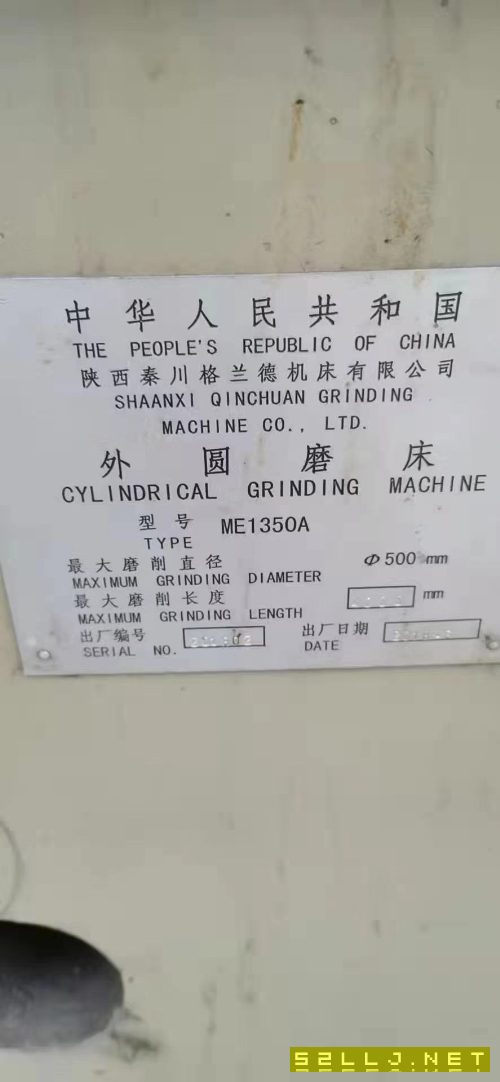 中华人民共和国
THE PEOPLE'S REPUBLIC OF CHINA
陕西秦川格兰德机床有限公司
SHAANXI QINCHUAN GRINDING
MACHINE CO., LTD.
外圆磨床
CYLINDRICAL GRINDING MACHINE
型号 ME1350A
TYPE
最大磨削直径 Φ500 mm
MAXIMUM GRINDING DIAMETER
最大磨削长度 mm
MAXIMUM GRINDING LENGTH
出厂编号 出厂日期
SERIAL NO. DATE
52LLJ.NET